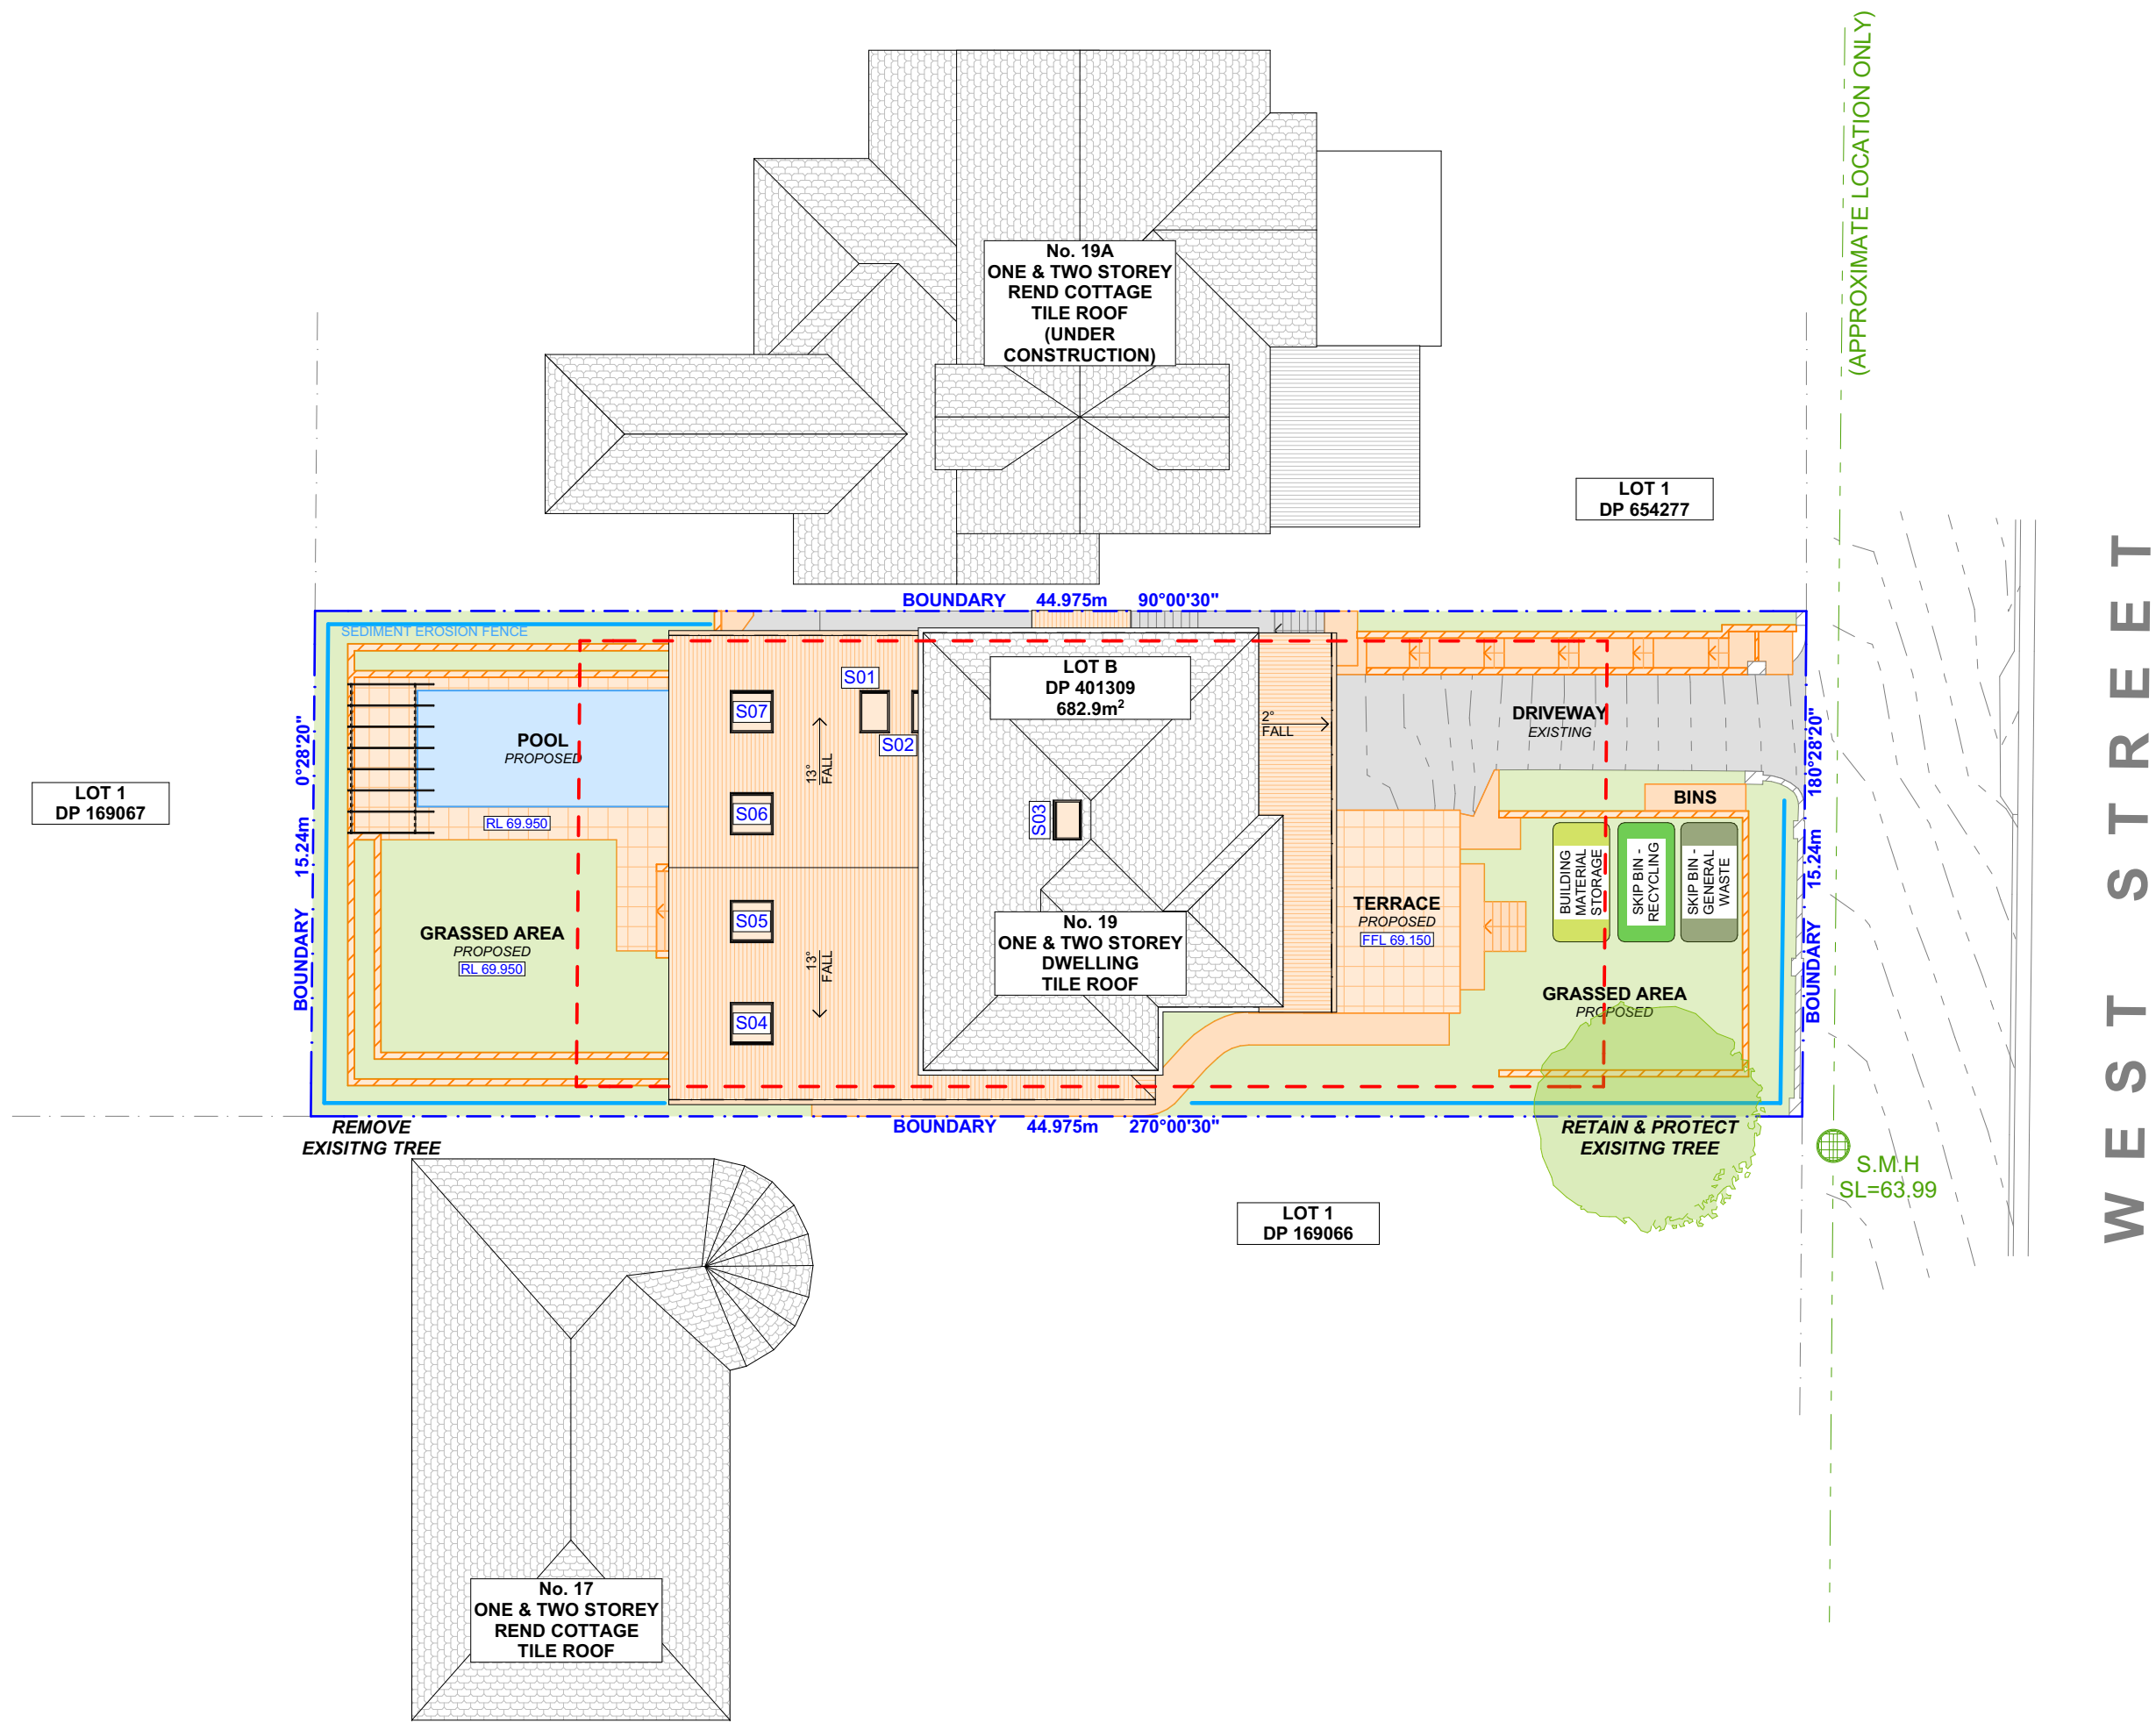 (APPROXIMATE LOCATION ONLY)
No. 19A
ONE & TWO STOREY
REND COTTAGE
TILE ROOF
(UNDER
CONSTRUCTION)
LOT 1
DP 654277
WEST STREET
BOUNDARY 44.975m 90°00'30"
SEDIMENT EROSION FENCE
LOT B
DP 401309
682.9m²
S01
S02
S03
S07
S06
S05
S04
13°
FALL
13°
FALL
2°
FALL
POOL
PROPOSED
RL 69.950
DRIVEWAY
EXISTING
BINS
BUILDING
MATERIAL
STORAGE
SKIP BIN -
RECYCLING
SKIP BIN -
GENERAL
WASTE
LOT 1
DP 169067
BOUNDARY 15.24m 0°28'20"
BOUNDARY 15.24m 180°28'20"
GRASSED AREA
PROPOSED
RL 69.950
No. 19
ONE & TWO STOREY
DWELLING
TILE ROOF
TERRACE
PROPOSED
FFL 69.150
GRASSED AREA
PROPOSED
BOUNDARY 44.975m 270°00'30"
REMOVE
EXISITNG TREE
RETAIN & PROTECT
EXISITNG TREE
S.M.H
SL=63.99
LOT 1
DP 169066
No. 17
ONE & TWO STOREY
REND COTTAGE
TILE ROOF